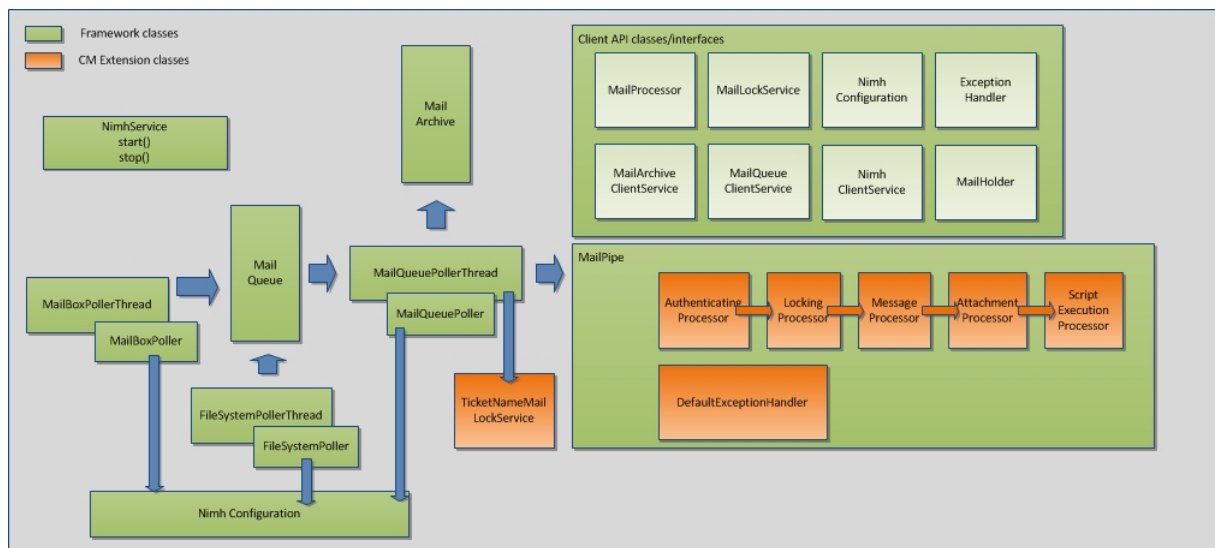 Framework classes
CM Extension classes
NimhService
start()
stop()
Mail
Archive
Client API classes/interfaces
MailProcessor
MailLockService
Nimh
Configuration
Exception
Handler
MailArchive
ClientService
MailQueue
ClientService
Nimh
ClientService
MailHolder
Mail
Queue
MailBoxPollerThread
MailBoxPoller
MailQueuePollerThread
MailQueuePoller
FileSystemPollerThread
FileSystemPoller
TicketNameMail
LockService
Nimh Configuration
MailPipe
Authenticating
Processor
Locking
Processor
Message
Processor
Attachment
Processor
Script
Execution
Processor
DefaultExceptionHandler